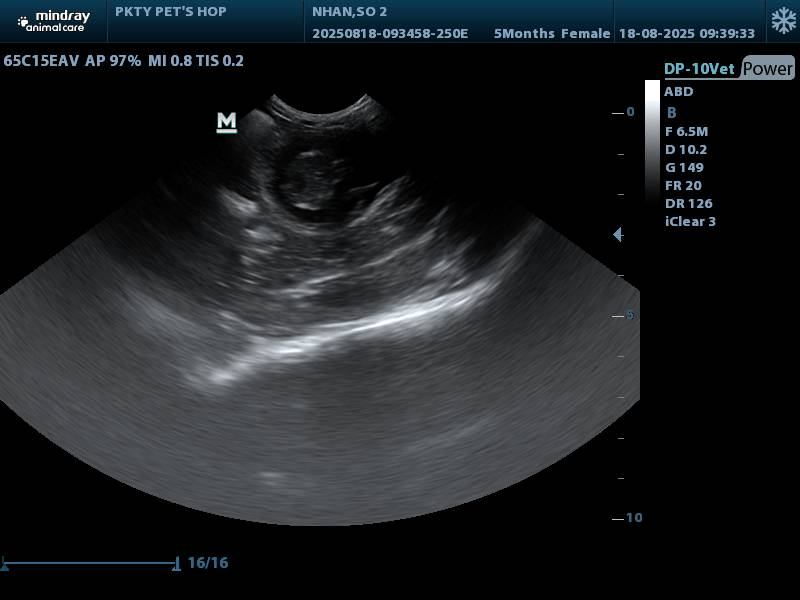 mindray
animalcare
PKTY PET'S HOP
NHAN,SO 2
20250818-093458-250E 5Months Female 18-08-2025 09:39:33
65C15EAV AP 97% MI 0.8 TIS 0.2
DP-10Vet Power
ABD
B
F 6.5M
D 10.2
G 149
FR 20
DR 126
iClear 3
M
0
5
10
16/16